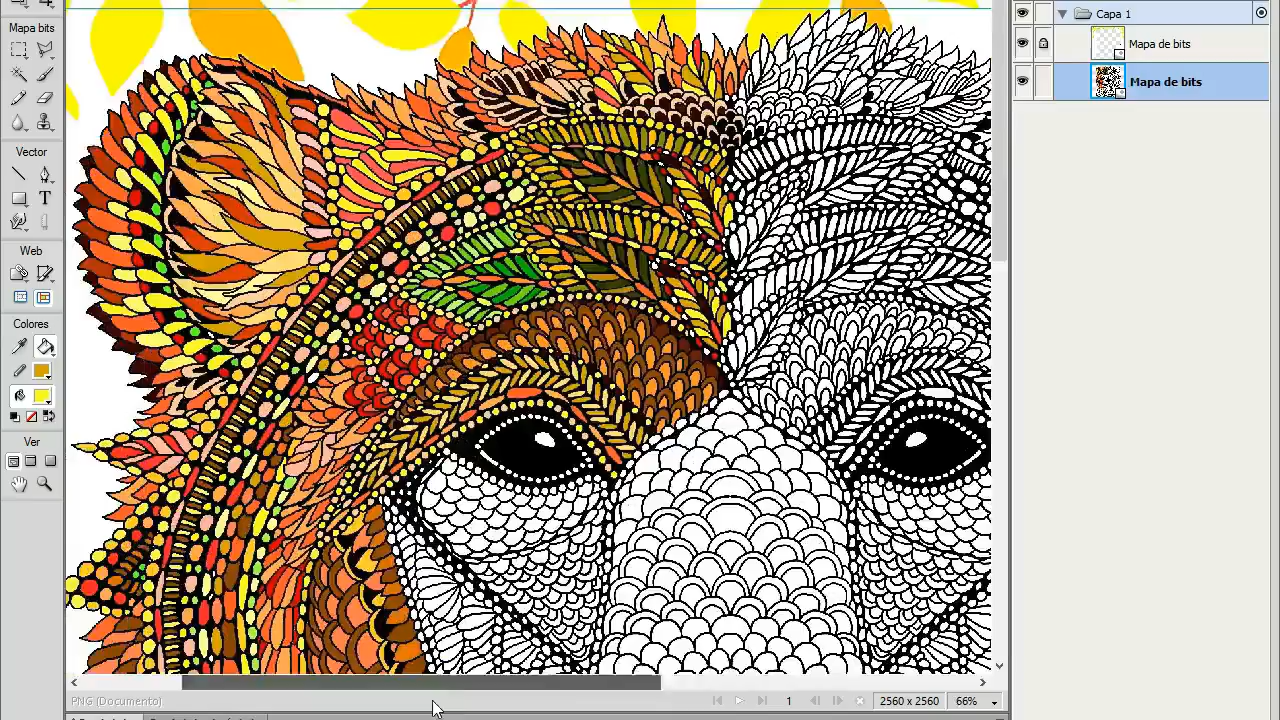 Mapa bits
Vector
T
Web
Colores
Ver
Capa 1
Mapa de bits
Mapa de bits
PNG (Documento)
1
2560 x 2560
66%